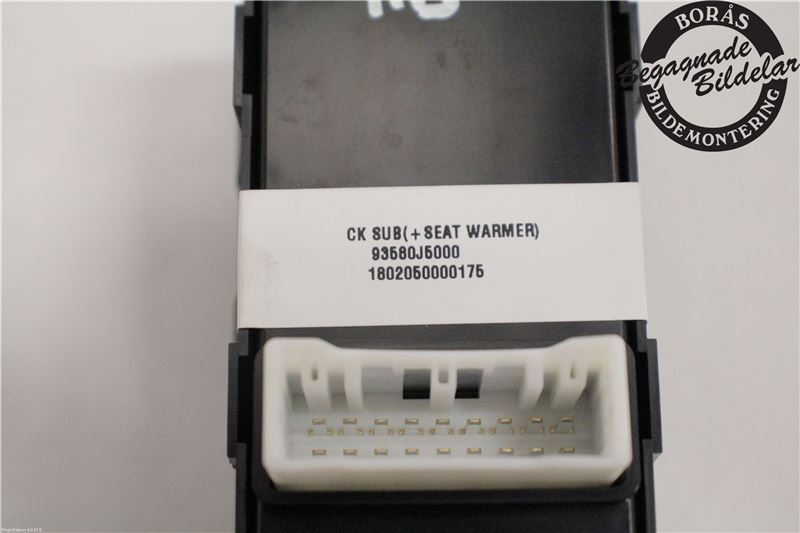 BORÅS
Begagnade
Bildelar
BILDEMONTERING
CK SUB(+SEAT WARMER)
93580J5000
1802050000175